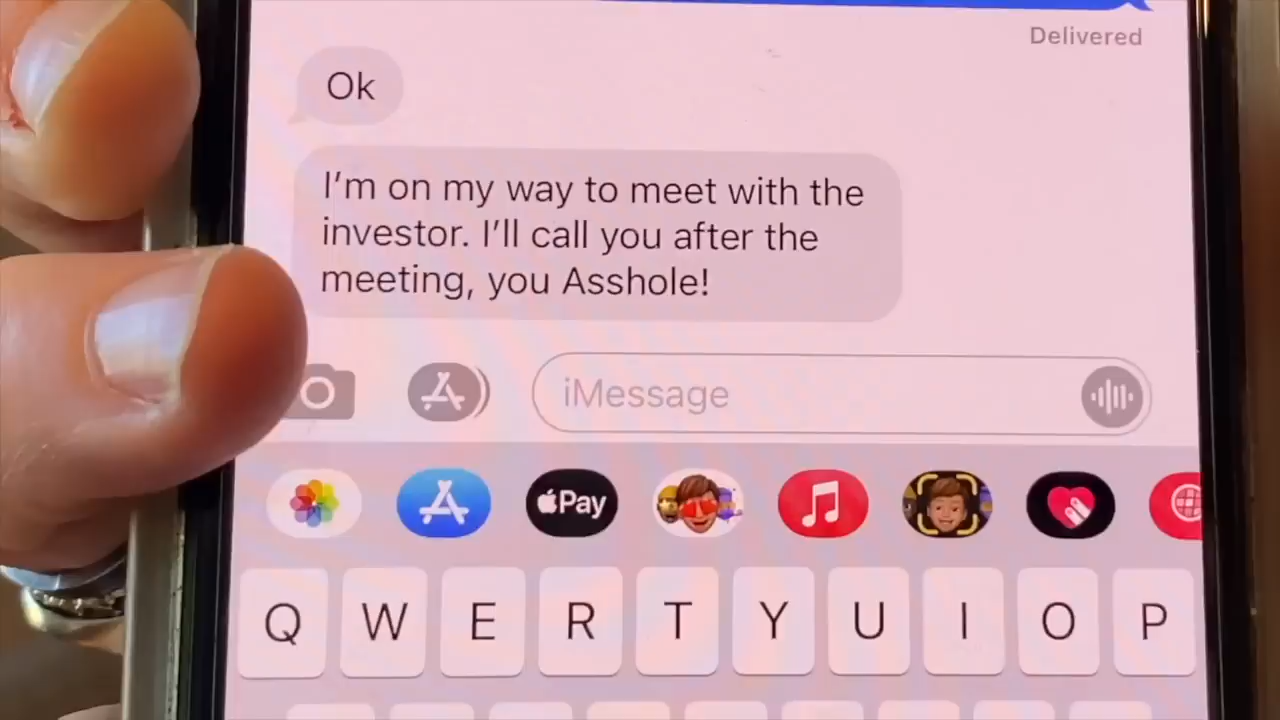 Delivered
Ok
I’m on my way to meet with the
investor. I’ll call you after the
meeting, you Asshole!
iMessage
Pay
Q W E R T Y U I O P